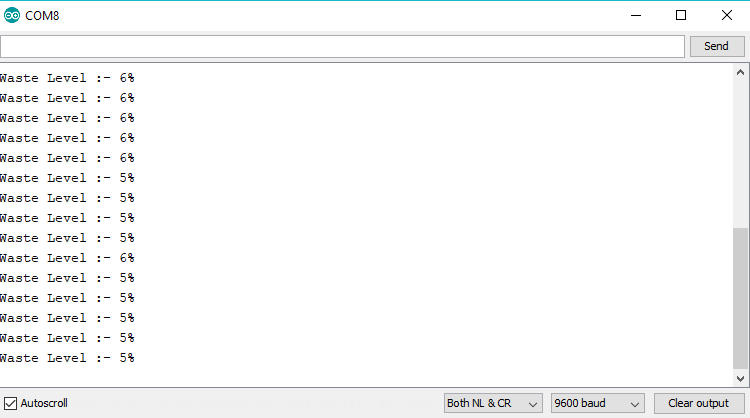 COM8
Send
Waste Level :- 6%
Waste Level :- 6%
Waste Level :- 6%
Waste Level :- 6%
Waste Level :- 6%
Waste Level :- 5%
Waste Level :- 5%
Waste Level :- 5%
Waste Level :- 5%
Waste Level :- 6%
Waste Level :- 5%
Waste Level :- 5%
Waste Level :- 5%
Waste Level :- 5%
Waste Level :- 5%
Autoscroll Both NL & CR 9600 baud Clear output